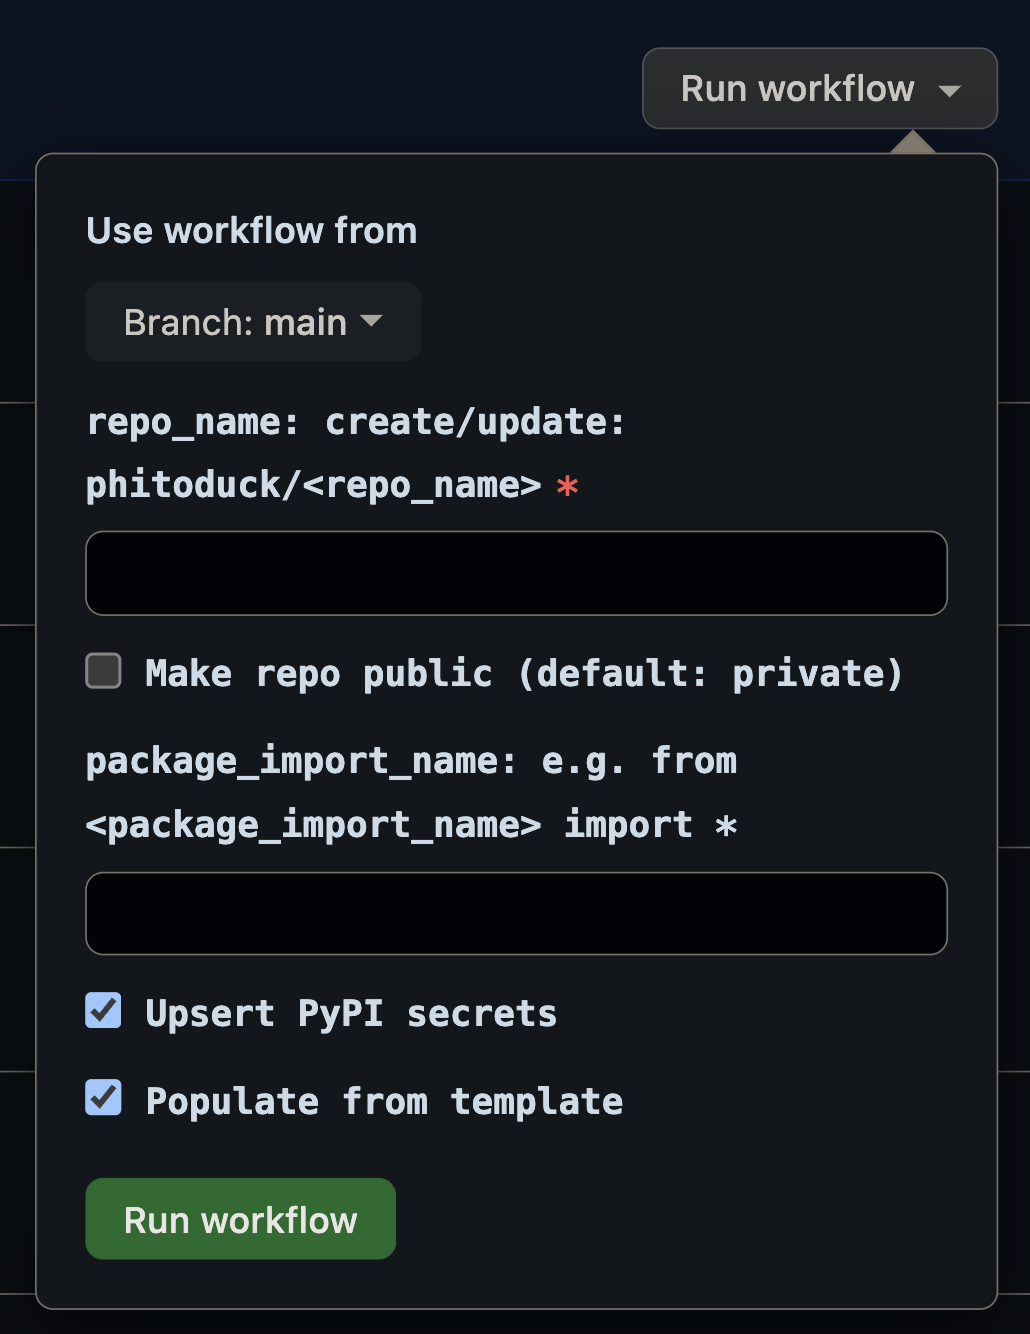 Run workflow
Use workflow from
Branch: main
repo_name: create/update:
phitoduck/<repo_name> *
Make repo public (default: private)
package_import_name: e.g. from
<package_import_name> import *
Upsert PyPI secrets
Populate from template
Run workflow